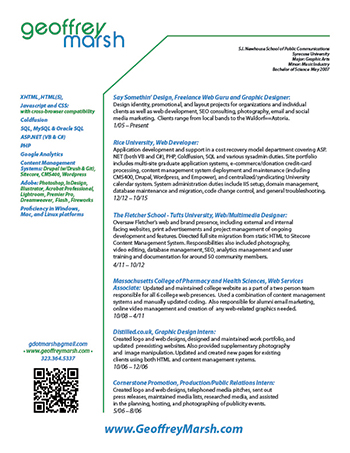 geoffrey
marsh
S.I. Newhouse School of Public Communications
Syracuse University
Major: Graphic Arts
Minor: Music Industry
Bachelor of Science May 2007
XHTML, HTML(5),
Javascript and CSS:
with cross-browser compatibility
Coldfusion
SQL, MySQL & Oracle SQL
ASP.NET (VB & C#)
PHP
Google Analytics
Content Management
Systems: Drupal (w/Drush & Git),
Sitecore, CMS400, Wordpress
Adobe: Photoshop, InDesign,
Illustrator, Acrobat Professional,
Lightroom, Premier Pro,
Dreamweaver, Flash, Fireworks
Proficiency in Windows,
Mac, and Linux platforms
gdotmarsh@gmail.com
• www.geoffreymarsh.com •
323.364.5337
Say Somethin' Design, Freelance Web Guru and Graphic Designer:
Design identity, promotional, and layout projects for organizations and individual
clients as well as web development, SEO consulting, photography, email and social
media marketing. Clients range from local bands to the Waldorf=Astoria.
1/05 – Present
Rice University, Web Developer:
Application development and support in a cost recovery model department covering ASP.
NET (both VB and C#), PHP, Coldfusion, SQL and various sysadmin duties. Site portfolio
includes multi-site graduate application systems, e-commerce/donation credit-card
processing, content management system deployment and maintenance (including
CMS400, Drupal, Wordpress, and Empower), and centralized/syndicated University
calendar system. System administration duties include IIS setup, domain management,
database maintenance and migration, code change control, and general troubleshooting.
12/12 – 10/15
The Fletcher School - Tufts University, Web/Multimedia Designer:
Oversaw Fletcher's web and brand presence, including external and internal
facing websites, print advertisements and project management of ongoing
development and features. Directed full site migration from static HTML to Sitecore
Content Management System. Responsibilities also included photography,
video editing, database management, SEO, analytics management and user
training and documentation for around 50 community members.
4/11 – 10/12
Massachusetts College of Pharmacy and Health Sciences, Web Services
Associate: Updated and maintained college website as a part of a two person team
responsible for all 6 college web presences. Used a combination of content management
systems and manually updated coding. Also responsible for alumni email marketing,
online video management and creation of any web-related graphics needed.
10/08 – 4/11
Distilled.co.uk, Graphic Design Intern:
Created logo and web designs, designed and maintained work portfolio, and
updated preexisting websites. Also provided supplementary photography
and image manipulation. Updated and created new pages for existing
clients using both HTML and content management systems.
10/06 – 12/06
Cornerstone Promotion, Production/Public Relations Intern:
Created logo and web designs, telephoned media pitches, sent out
press releases, maintained media lists, researched media, and assisted
in the planning, hosting, and photographing of publicity events.
5/06 – 8/06
www.GeoffreyMarsh.com